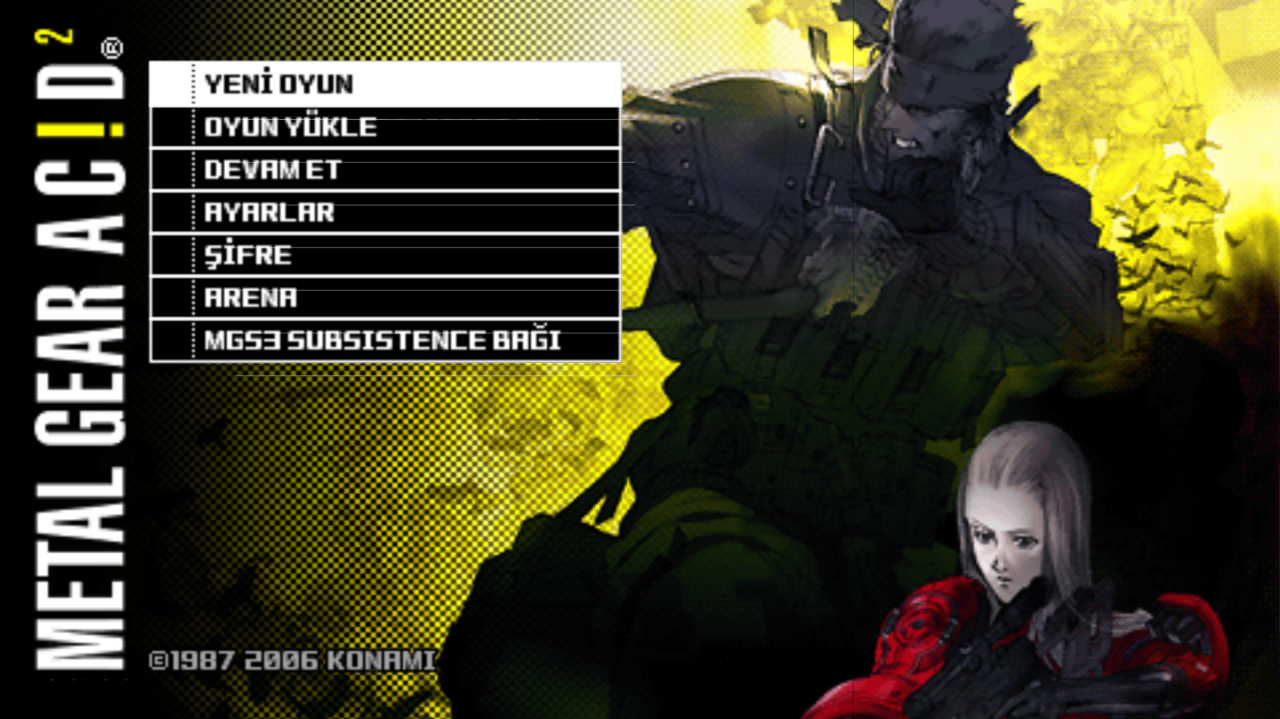 METAL GEAR AC!D²®
YENİ OYUN
OYUN YÜKLE
DEVAM ET
AYARLAR
ŞİFRE
ARENA
MGS3 SUBSISTENCE BAĞI
©1987 2006 KONAMI